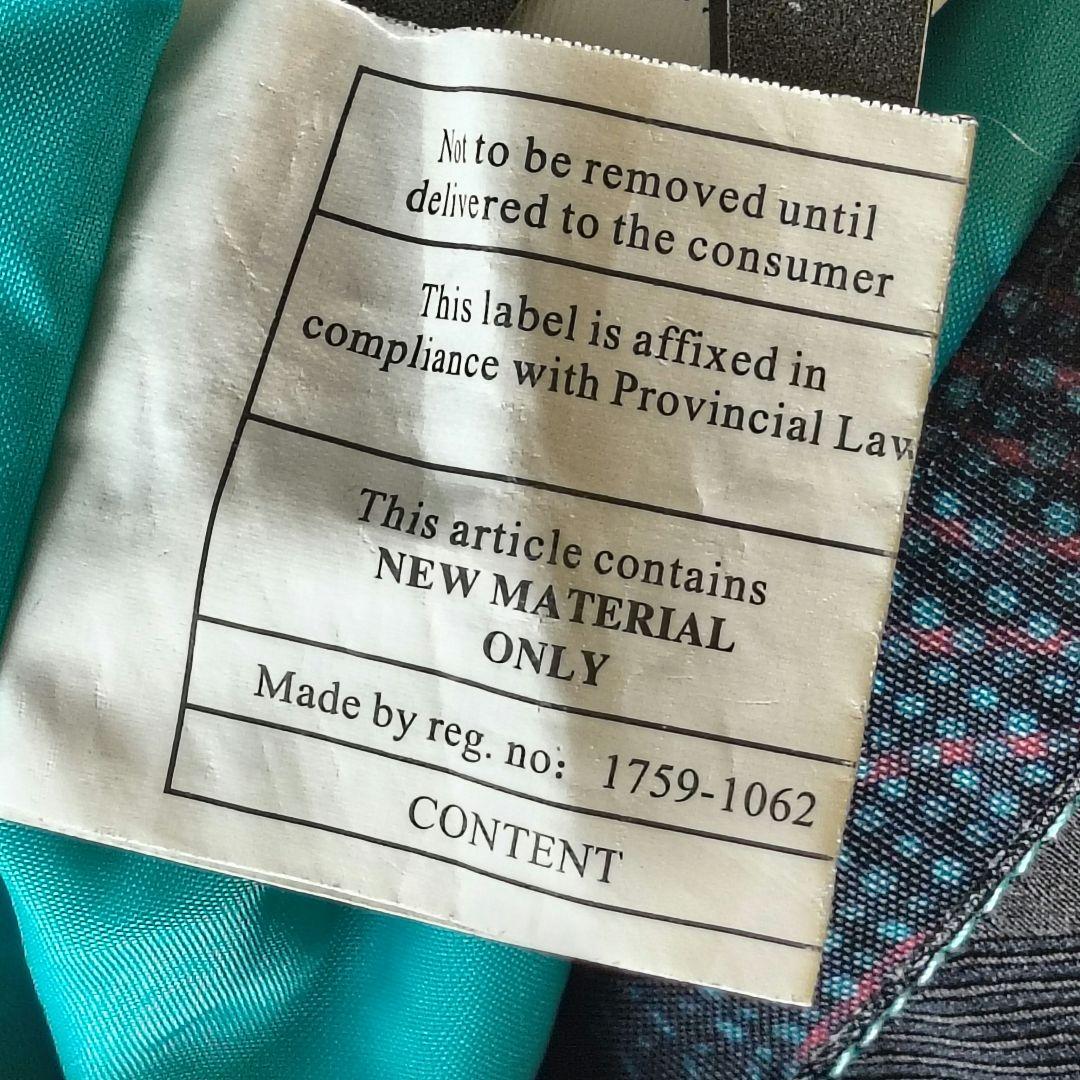 Not to be removed until
delivered to the consumer
This label is affixed in
compliance with Provincial Law
This article contains
NEW MATERIAL
ONLY
Made by reg. no: 1759-1062
CONTENT